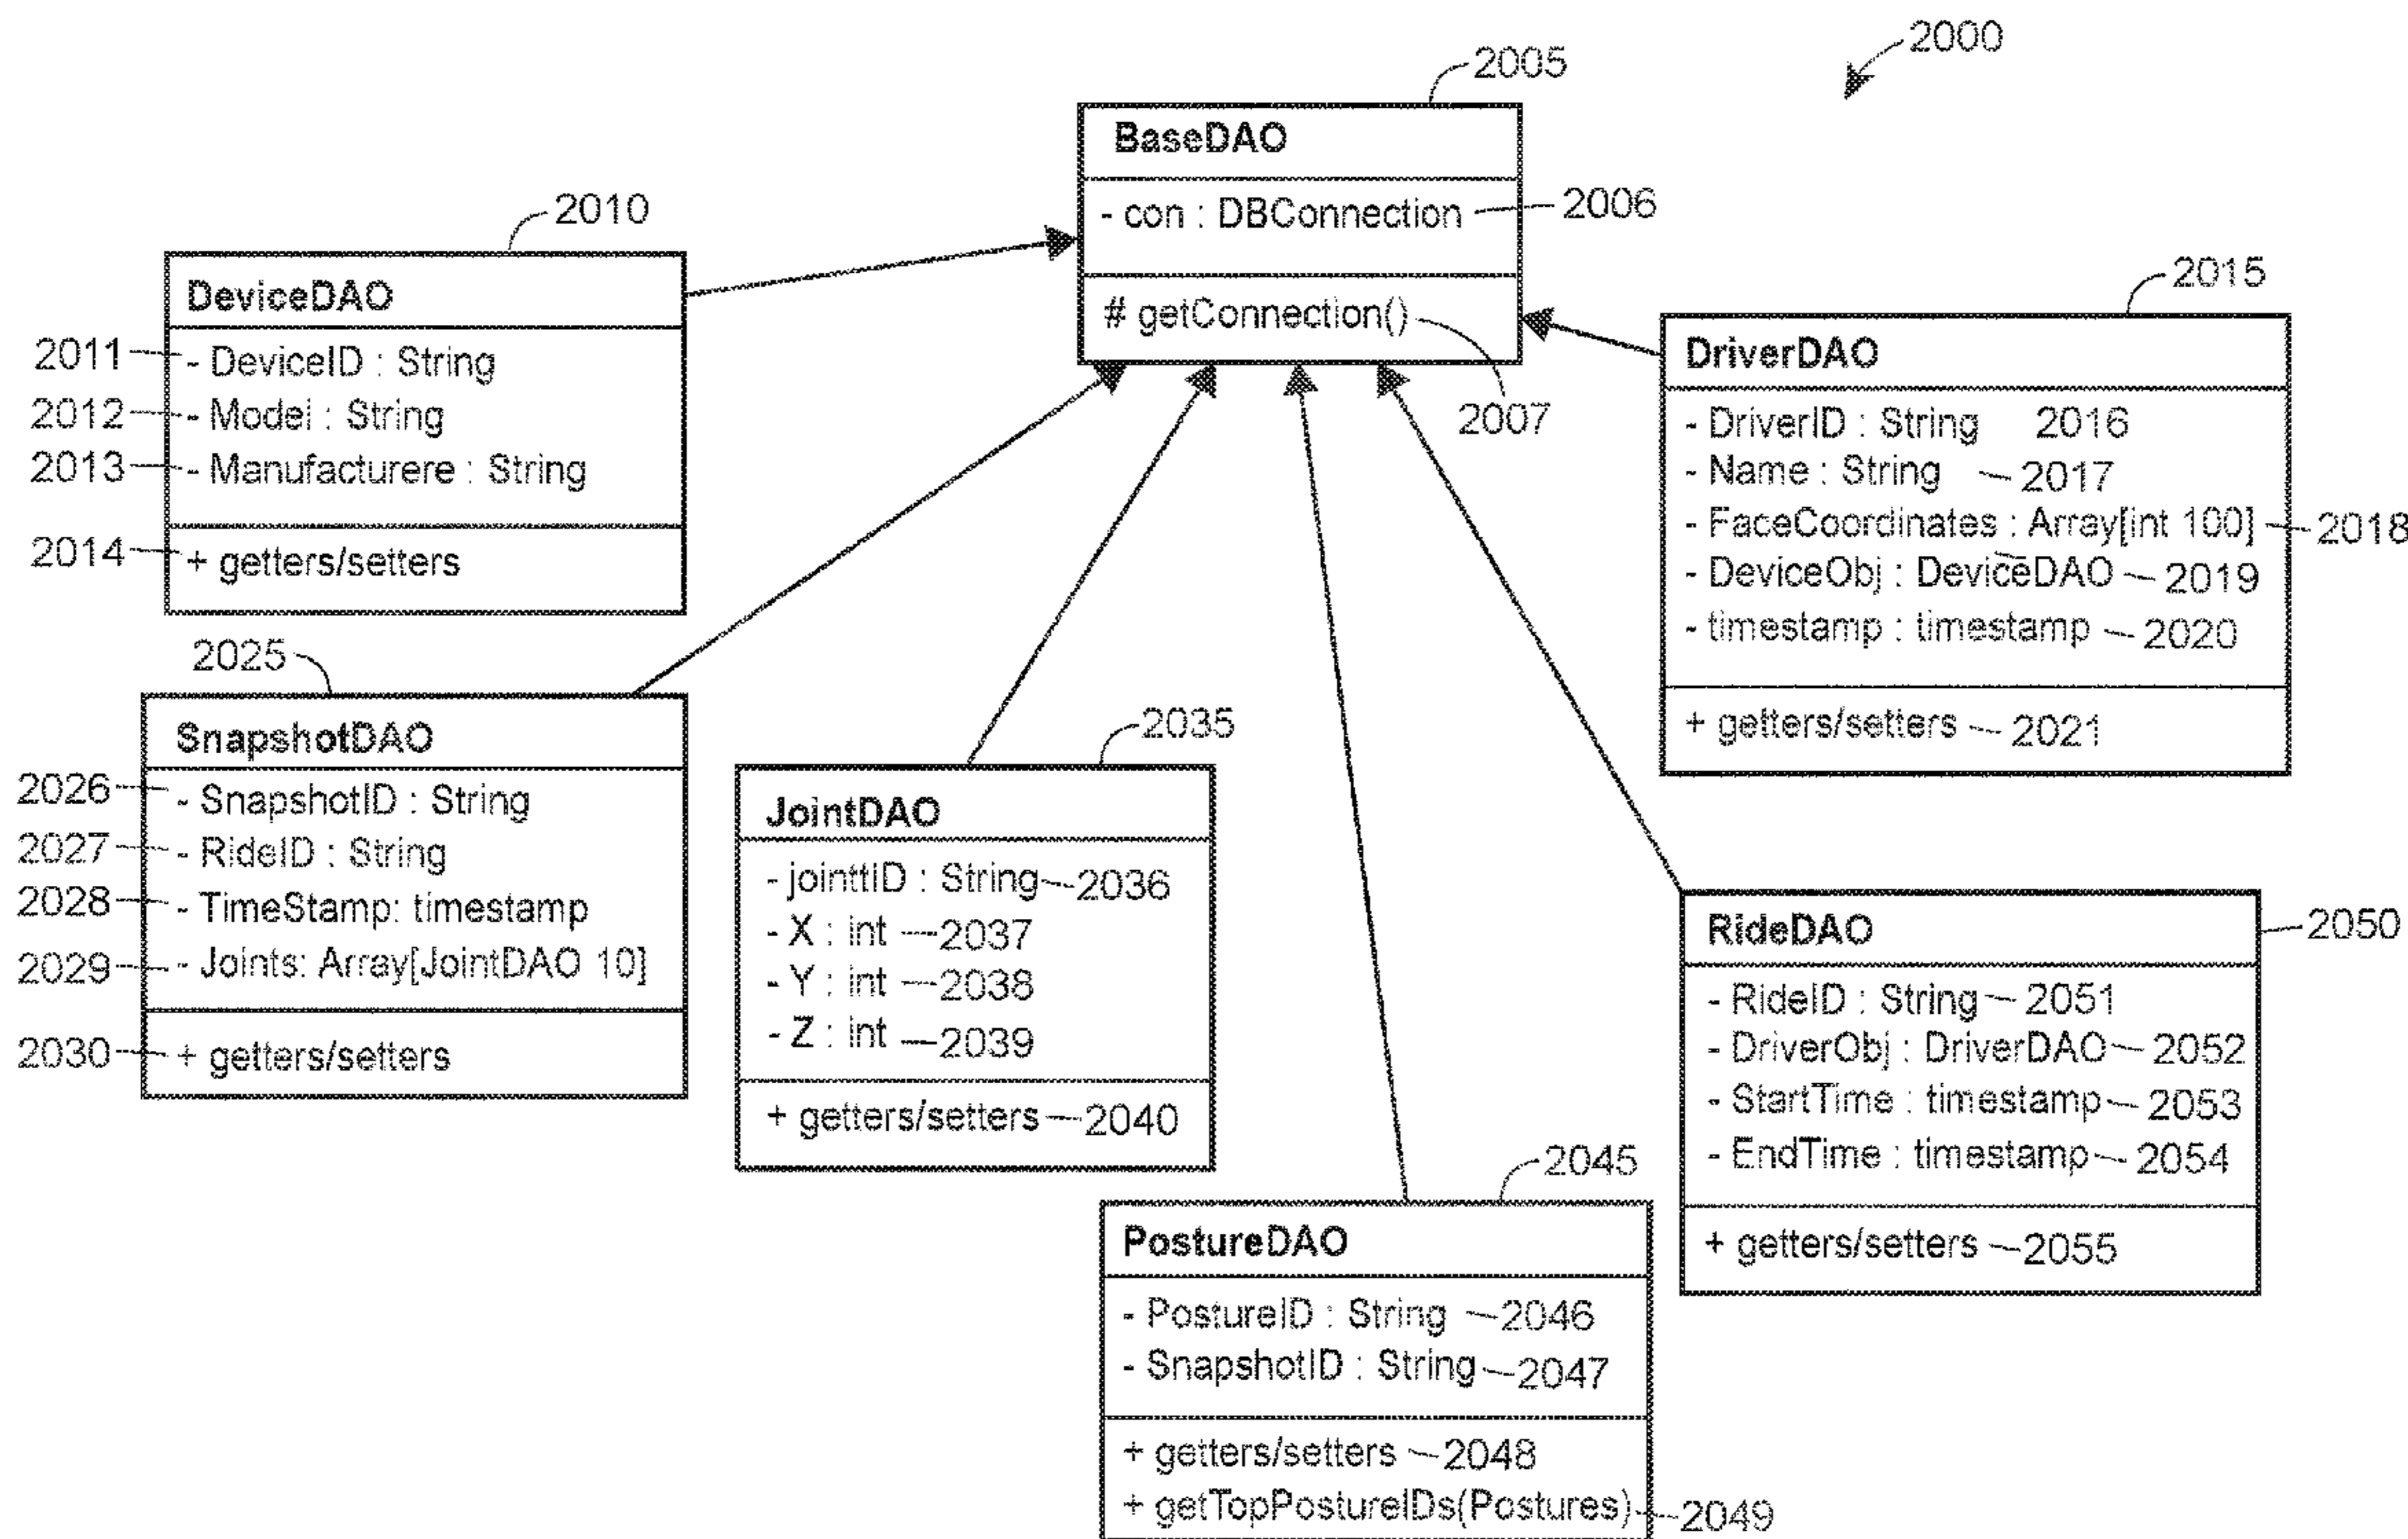 2000
2005
BaseDAO
- con : DBConnection 2006
# getConnection()
2007
2010
DeviceDAO
2011 - DeviceID : String
2012 - Model : String
2013 - Manufacturere : String
2014 + getters/setters
2015
DriverDAO
- DriverID : String 2016
- Name : String 2017
- FaceCoordinates : Array[int 100] 2018
- DeviceObj : DeviceDAO 2019
- timestamp : timestamp 2020
+ getters/setters 2021
2025
SnapshotDAO
2026 - SnapshotID : String
2027 - RideID : String
2028 - TimeStamp: timestamp
2029 - Joints: Array[JointDAO 10]
2030 + getters/setters
2035
JointDAO
- jointtID : String 2036
- X : int 2037
- Y : int 2038
- Z : int 2039
+ getters/setters 2040
2045
PostureDAO
- PostureID : String 2046
- SnapshotID : String 2047
+ getters/setters 2048
+ getTopPostureIDs(Postures) 2049
RideDAO 2050
- RideID : String 2051
- DriverObj : DriverDAO 2052
- StartTime : timestamp 2053
- EndTime : timestamp 2054
+ getters/setters 2055